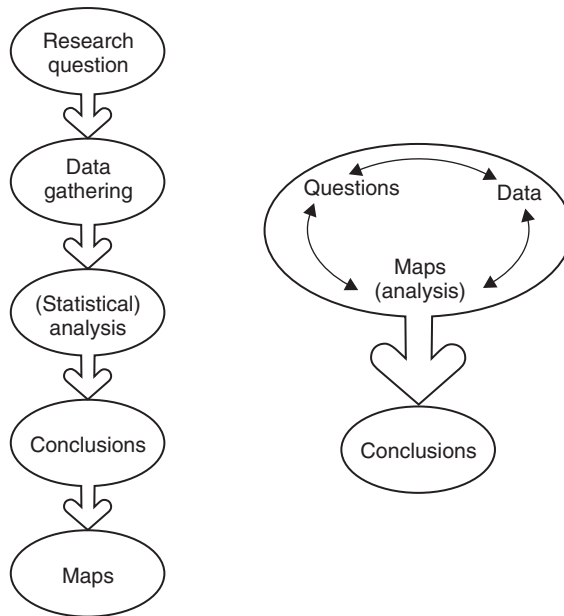 Research
question
Data
gathering
(Statistical)
analysis
Conclusions
Maps
Questions
Data
Maps
(analysis)
Conclusions